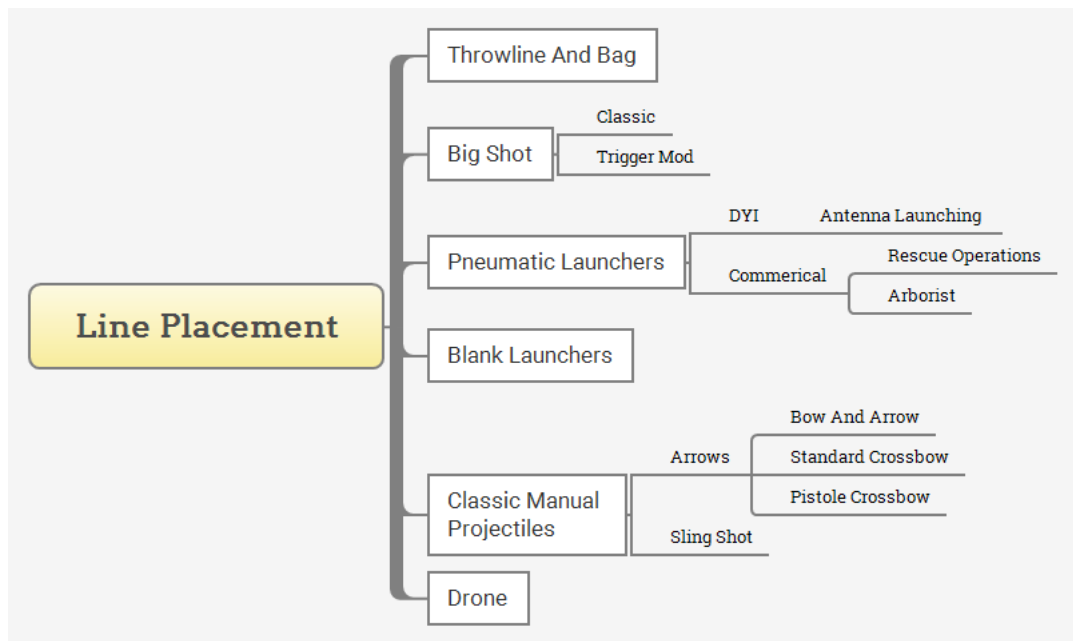 Line Placement
Throwline And Bag
Big Shot
Classic
Trigger Mod
Pneumatic Launchers
DYI
Antenna Launching
Commerical
Rescue Operations
Arborist
Blank Launchers
Classic Manual
Projectiles
Arrows
Bow And Arrow
Standard Crossbow
Pistole Crossbow
Sling Shot
Drone